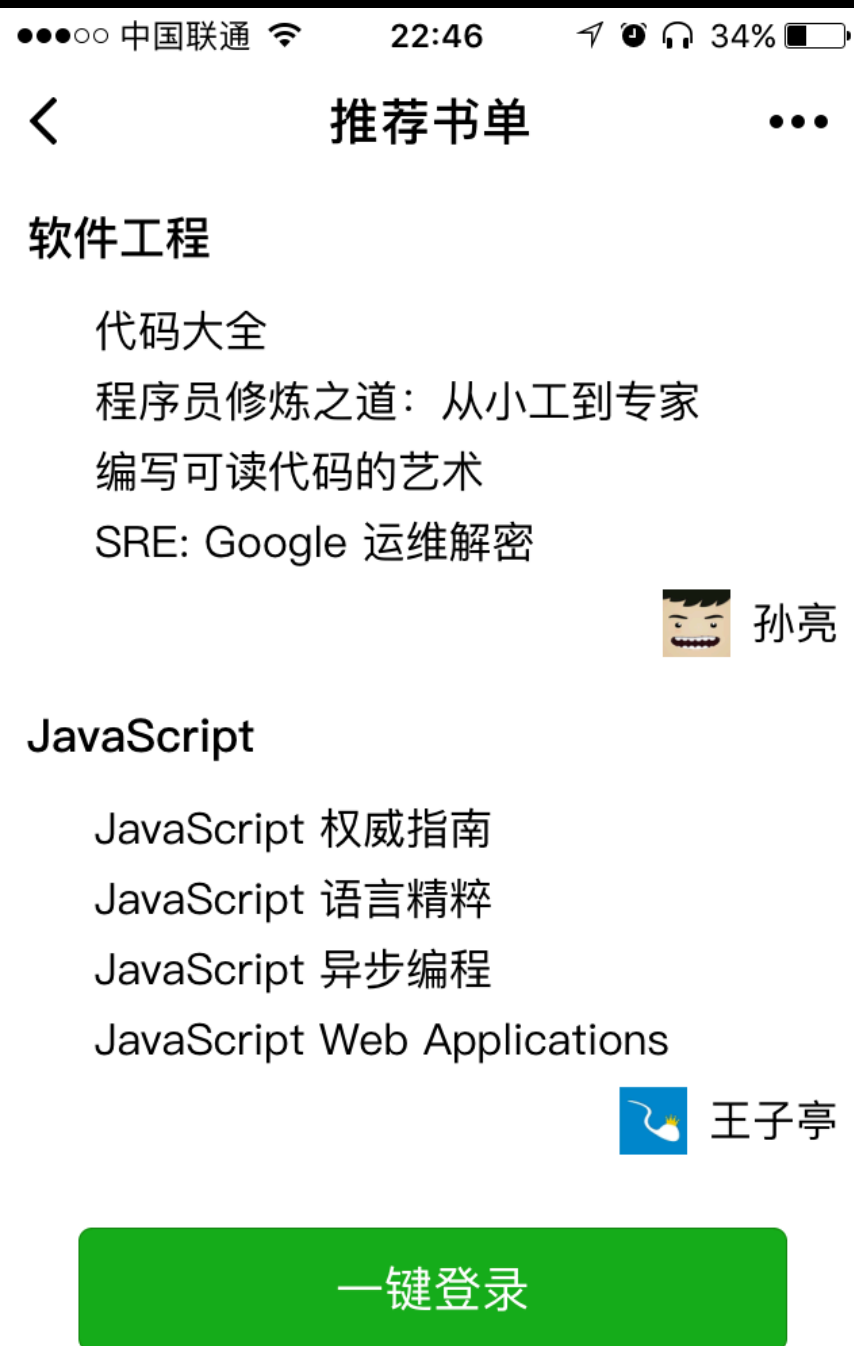 中国联通 22:46 34%
推荐书单
软件工程
代码大全
程序员修炼之道：从小工到专家
编写可读代码的艺术
SRE: Google 运维解密
孙亮
JavaScript
JavaScript 权威指南
JavaScript 语言精粹
JavaScript 异步编程
JavaScript Web Applications
王子亭
一键登录